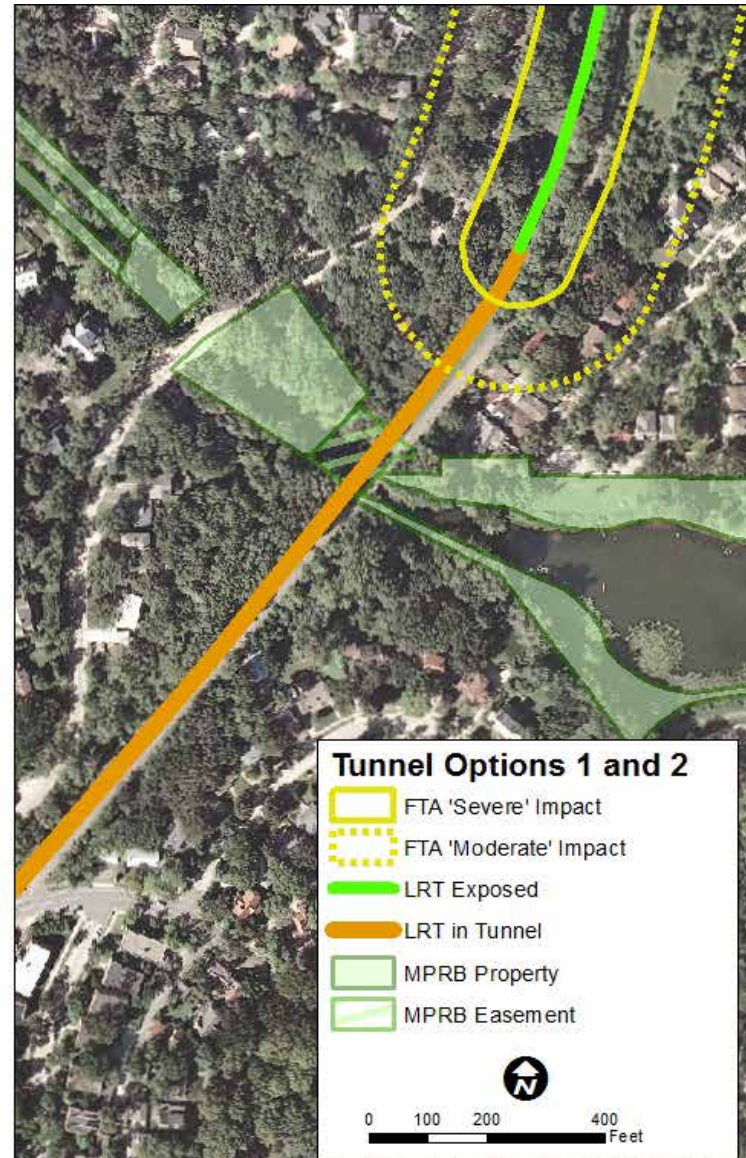 Tunnel Options 1 and 2
FTA 'Severe' Impact
FTA 'Moderate' Impact
LRT Exposed
LRT in Tunnel
MPRB Property
MPRB Easement
N
0 100 200 400
Feet